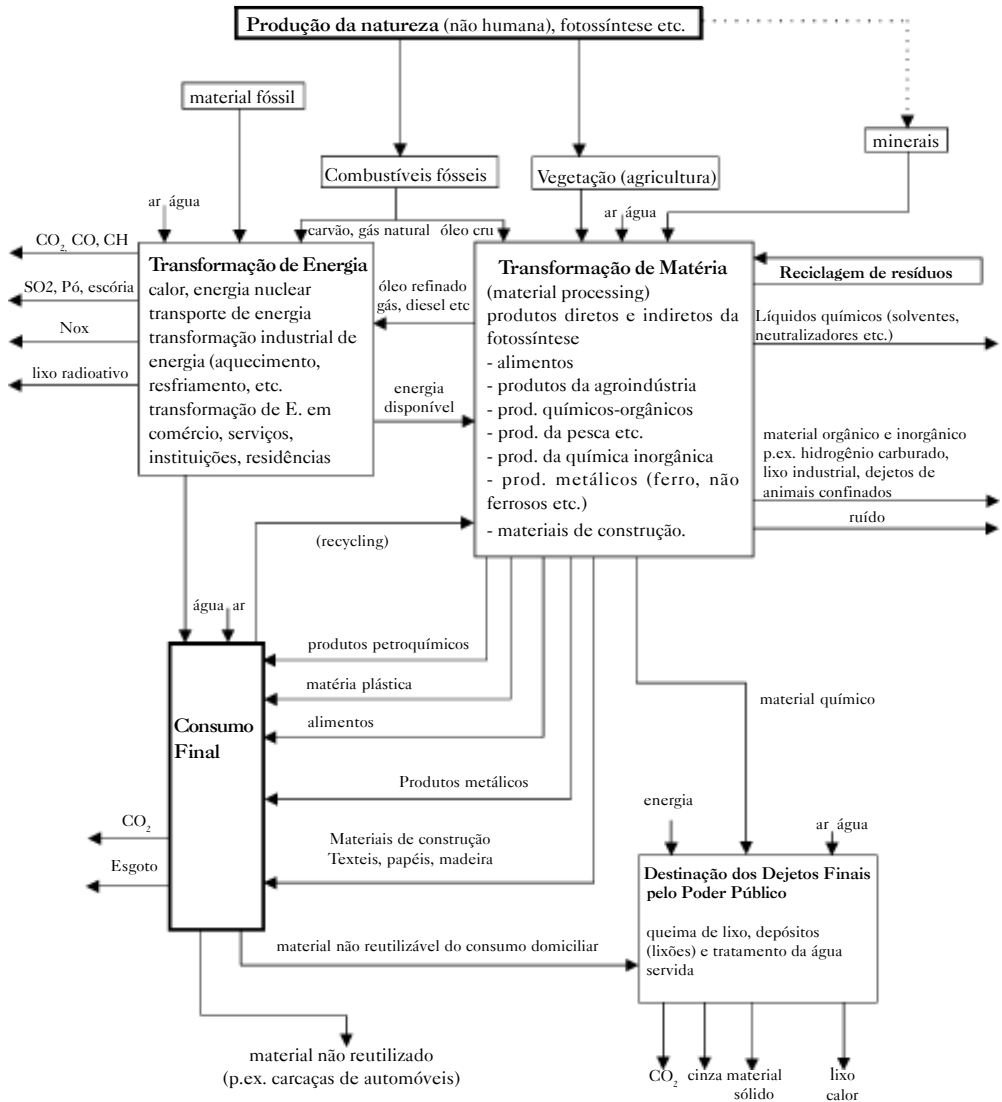 Produção da natureza (não humana), fotossíntese etc.
material fóssil
minerais
Combustíveis fósseis
Vegetação (agricultura)
ar água
ar água
carvão, gás natural óleo cru
CO2, CO, CH
SO2, Pó, escória
Nox
lixo radioativo
Transformação de Energia
calor, energia nuclear
transporte de energia
transformação industrial de
energia (aquecimento,
resfriamento, etc.
transformação de E. em
comércio, serviços,
instituições, residências
óleo refinado
gás, diesel etc
energia
disponível
Transformação de Matéria
(material processing)
produtos diretos e indiretos da
fotossíntese
- alimentos
- produtos da agroindústria
- prod. químicos-orgânicos
- prod. da pesca etc.
- prod. da química inorgânica
- prod. metálicos (ferro, não
ferrosos etc.)
- materiais de construção.
Reciclagem de resíduos
Líquidos químicos (solventes,
neutralizadores etc.)
material orgânico e inorgânico
p.ex. hidrogênio carburado,
lixo industrial, dejetos de
animais confinados
ruído
(recycling)
água ar
produtos petroquímicos
matéria plástica
alimentos
Produtos metálicos
Materiais de construção
Texteis, papéis, madeira
Consumo
Final
CO2
Esgoto
material químico
energia
ar água
Destinação dos Dejetos Finais
pelo Poder Público
queima de lixo, depósitos
(lixões) e tratamento da água
servida
material não reutilizável do consumo domiciliar
material não reutilizado
(p.ex. carcaças de automóveis)
CO2 cinza material lixo
sólido calor